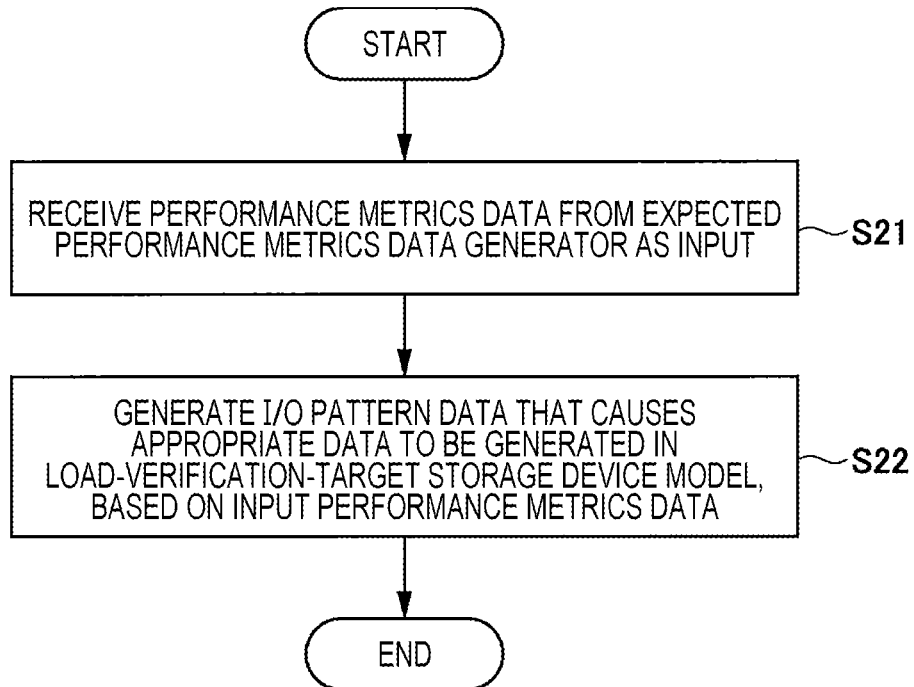 START
RECEIVE PERFORMANCE METRICS DATA FROM EXPECTED
PERFORMANCE METRICS DATA GENERATOR AS INPUT
S21
GENERATE I/O PATTERN DATA THAT CAUSES
APPROPRIATE DATA TO BE GENERATED IN
LOAD-VERIFICATION-TARGET STORAGE DEVICE MODEL,
BASED ON INPUT PERFORMANCE METRICS DATA
S22
END